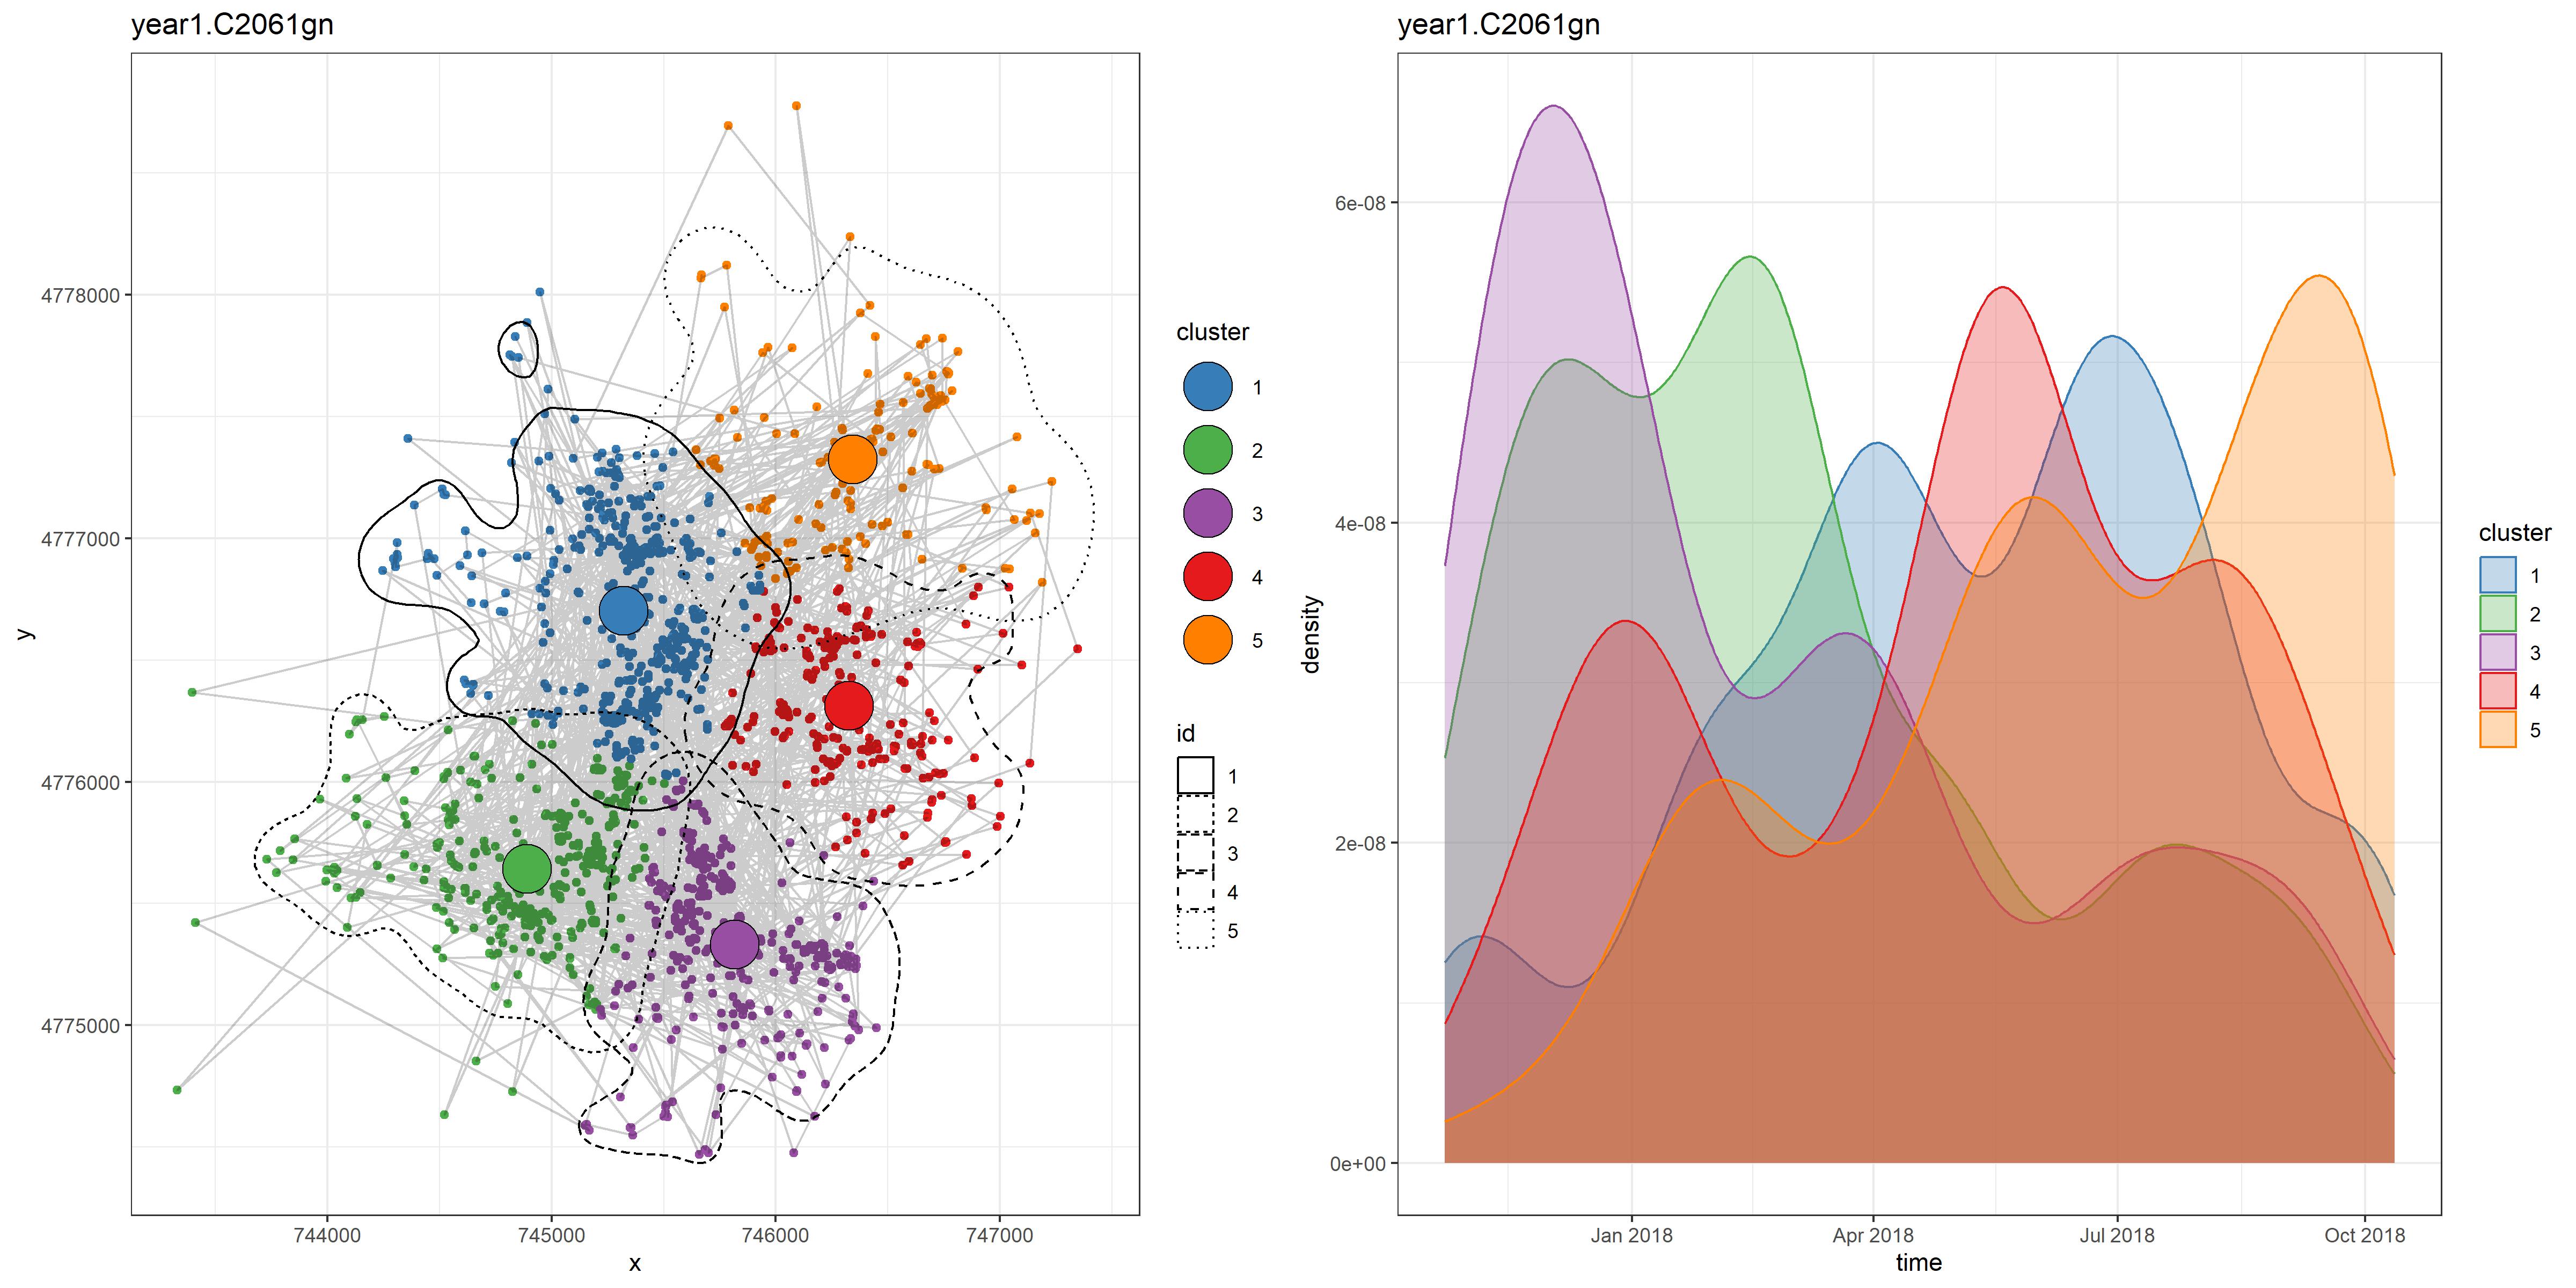 year1.C2061gn
4778000
4777000
4776000
4775000
y
744000
745000
746000
747000
x
cluster
1
2
3
4
5
id
1
2
3
4
5
year1.C2061gn
6e-08
4e-08
2e-08
0e+00
density
Jan 2018
Apr 2018
Jul 2018
Oct 2018
time
cluster
1
2
3
4
5